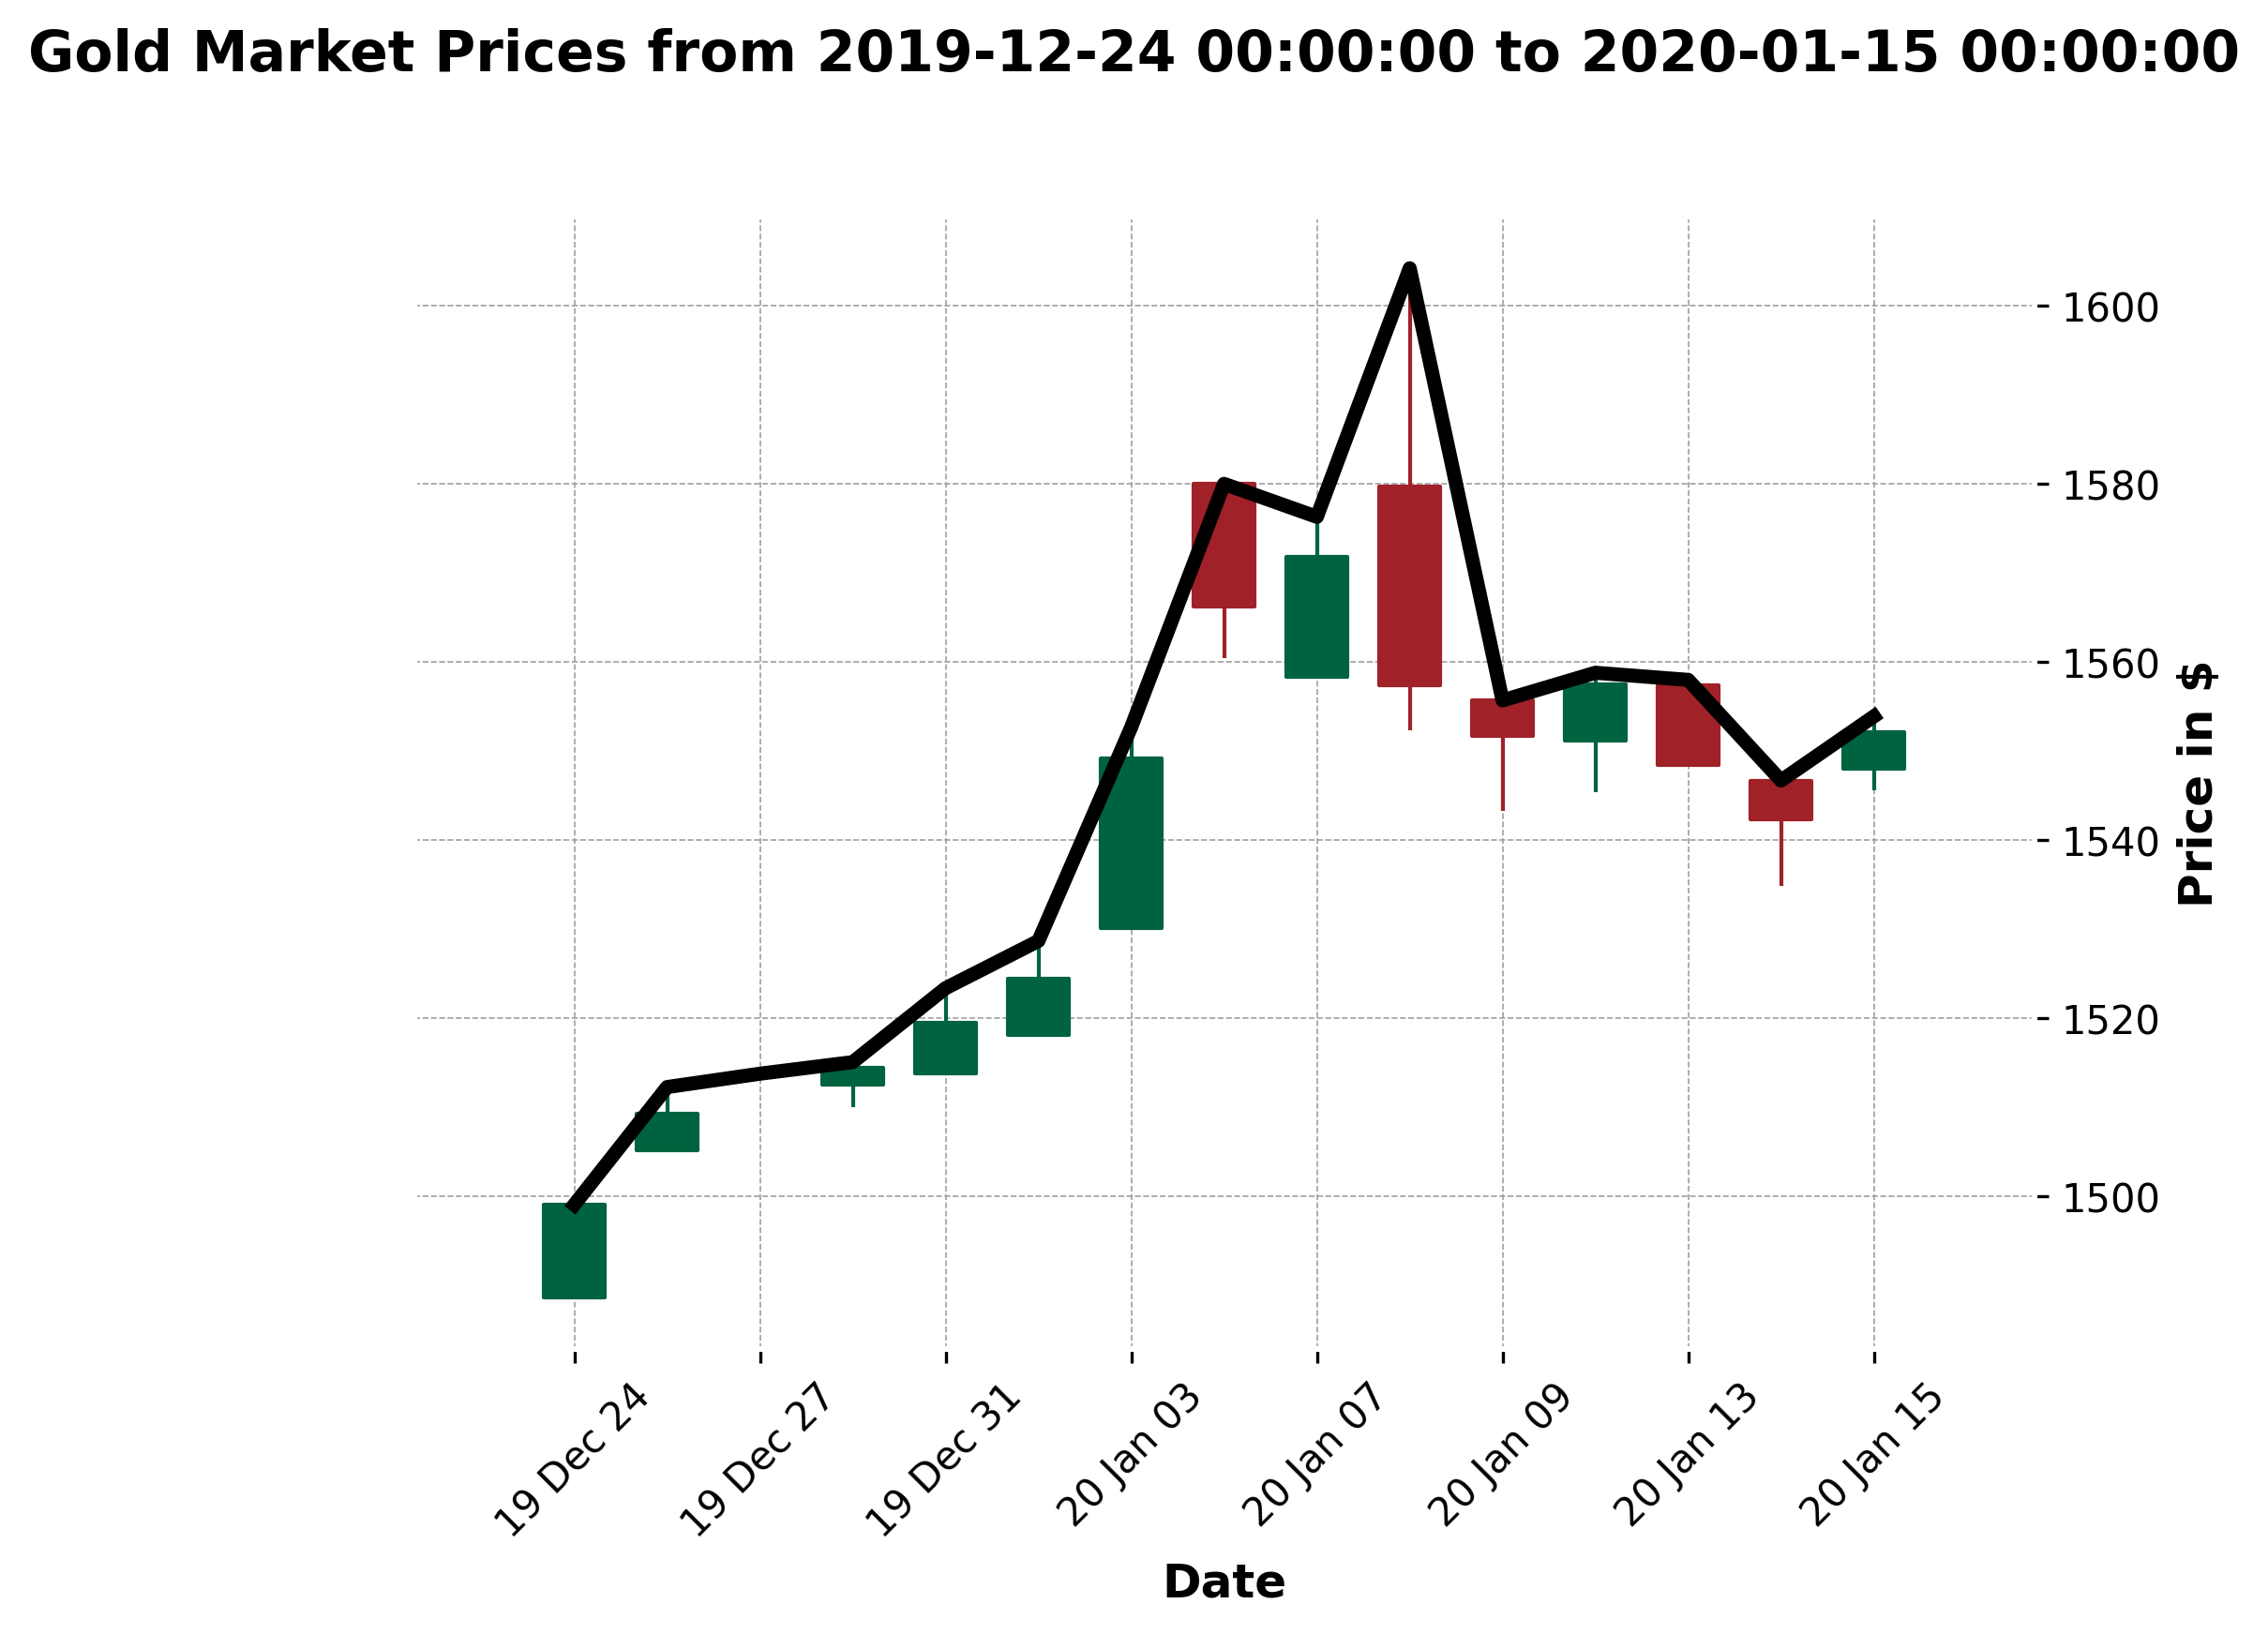 Gold Market Prices from 2019-12-24 00:00:00 to 2020-01-15 00:00:00
1600
1580
1560
1540
1520
1500
Price in $
19 Dec 24
19 Dec 27
19 Dec 31
20 Jan 03
20 Jan 07
20 Jan 09
20 Jan 13
20 Jan 15
Date